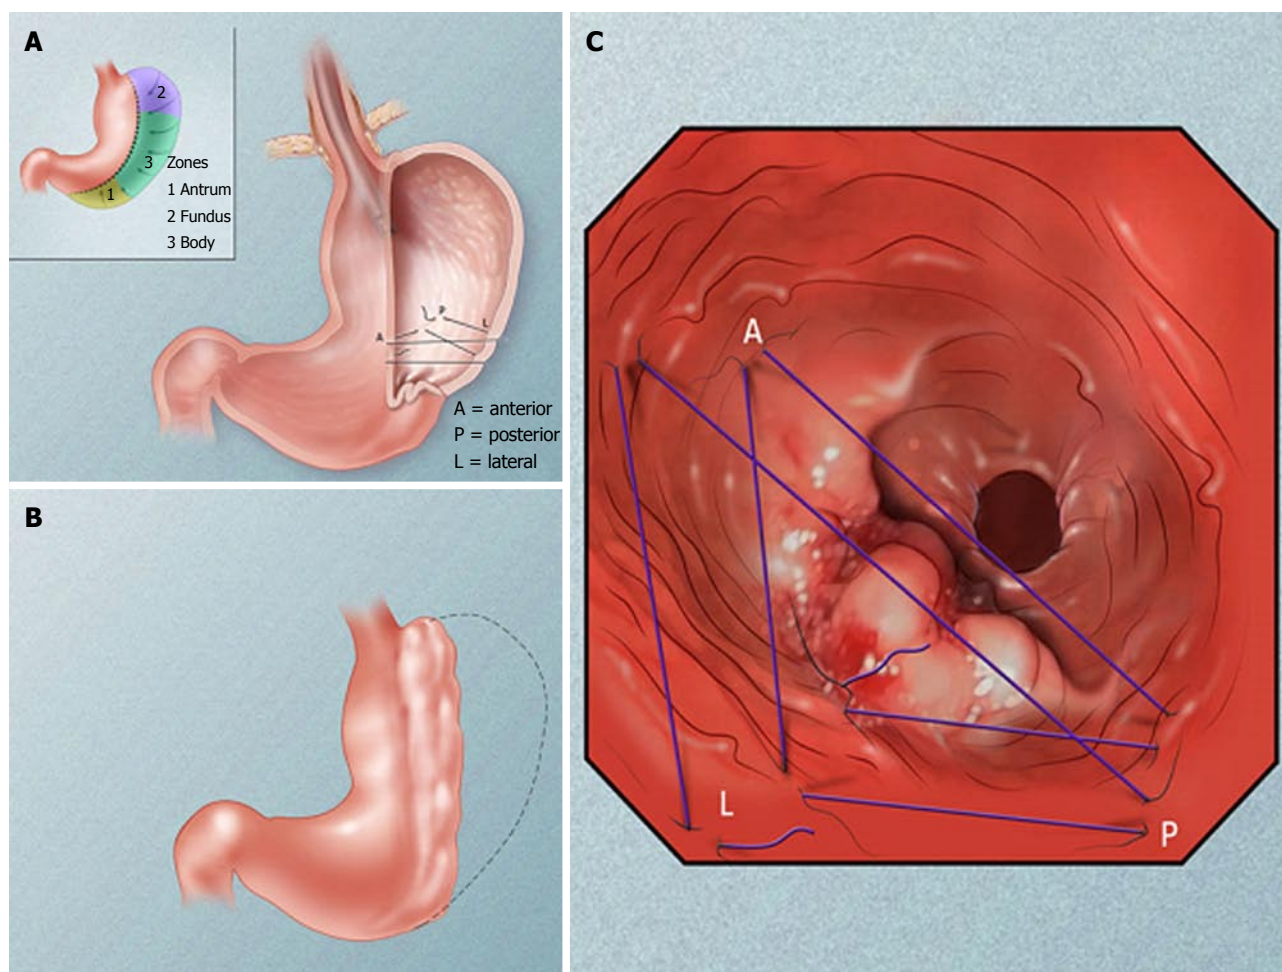 A
2
3 Zones
1
1 Antrum
2 Fundus
3 Body
P
L
A
A = anterior
P = posterior
L = lateral
B
C
A
L
P